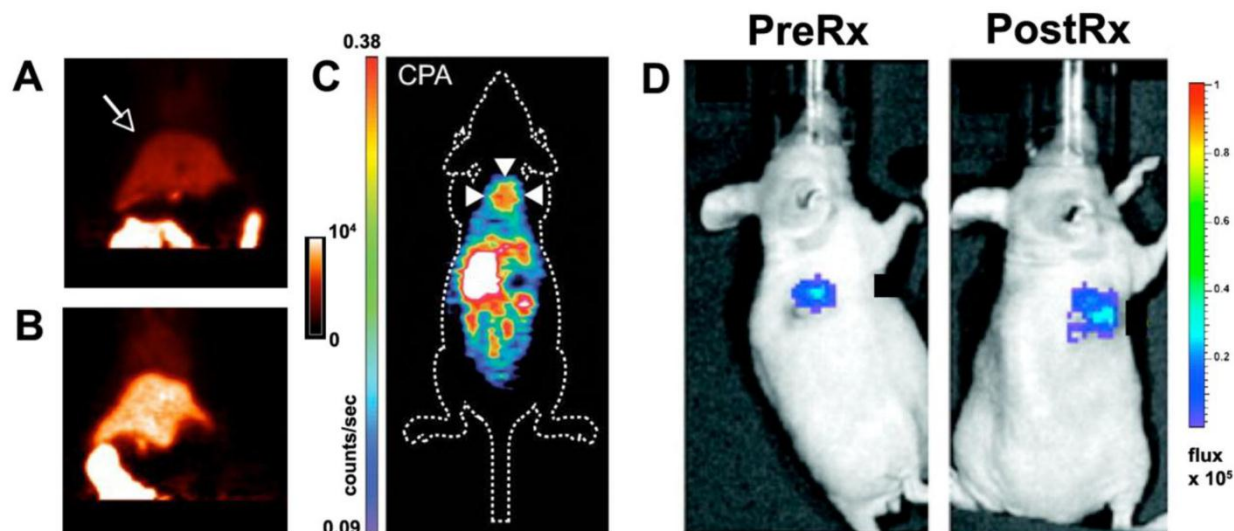 A
B
10⁴
0
0.38
C
CPA
counts/sec
0.09
D
PreRx
PostRx
1
0.8
0.6
0.4
0.2
flux
x 10⁵